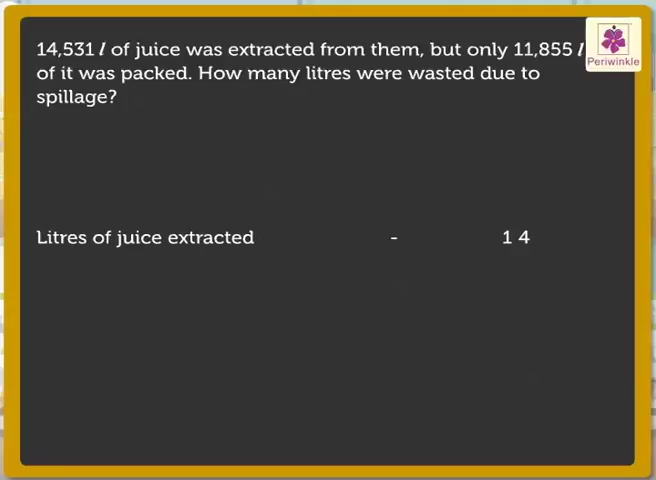 14,531 l of juice was extracted from them, but only 11,855 l
of it was packed. How many litres were wasted due to
spillage?
Periwinkle
Litres of juice extracted - 1 4